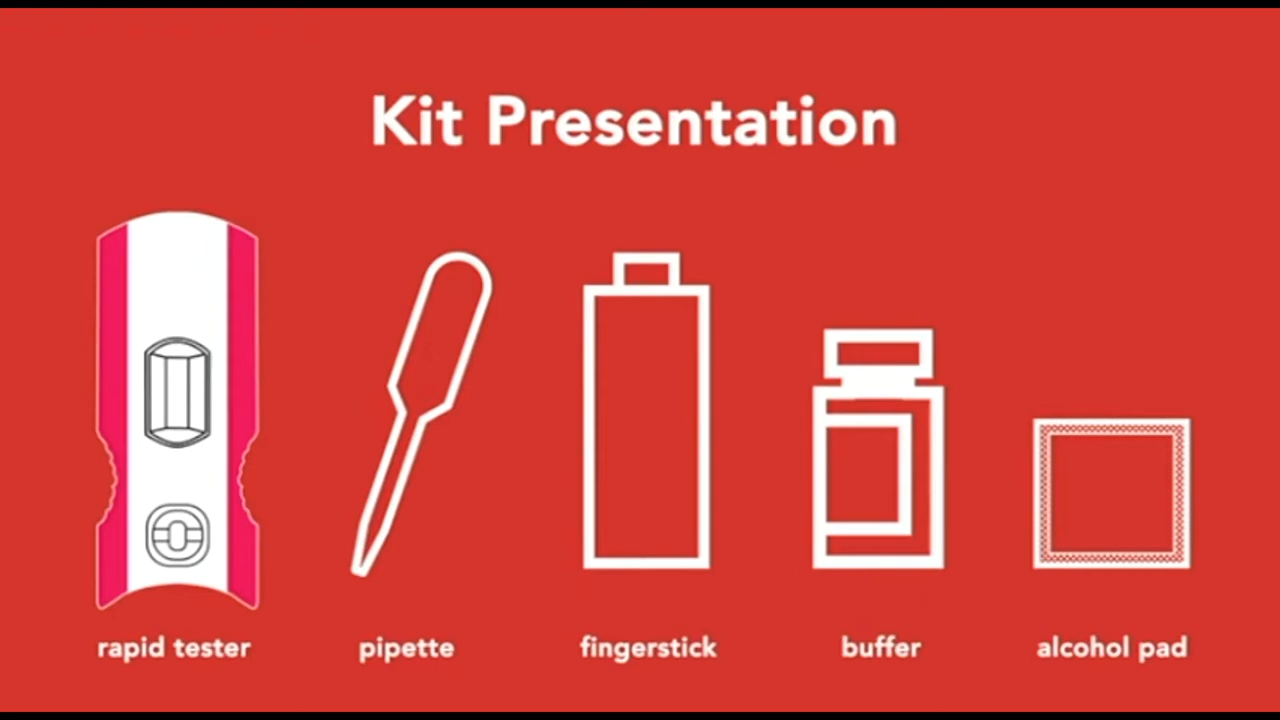 Kit Presentation
rapid tester
pipette
fingerstick
buffer
alcohol pad